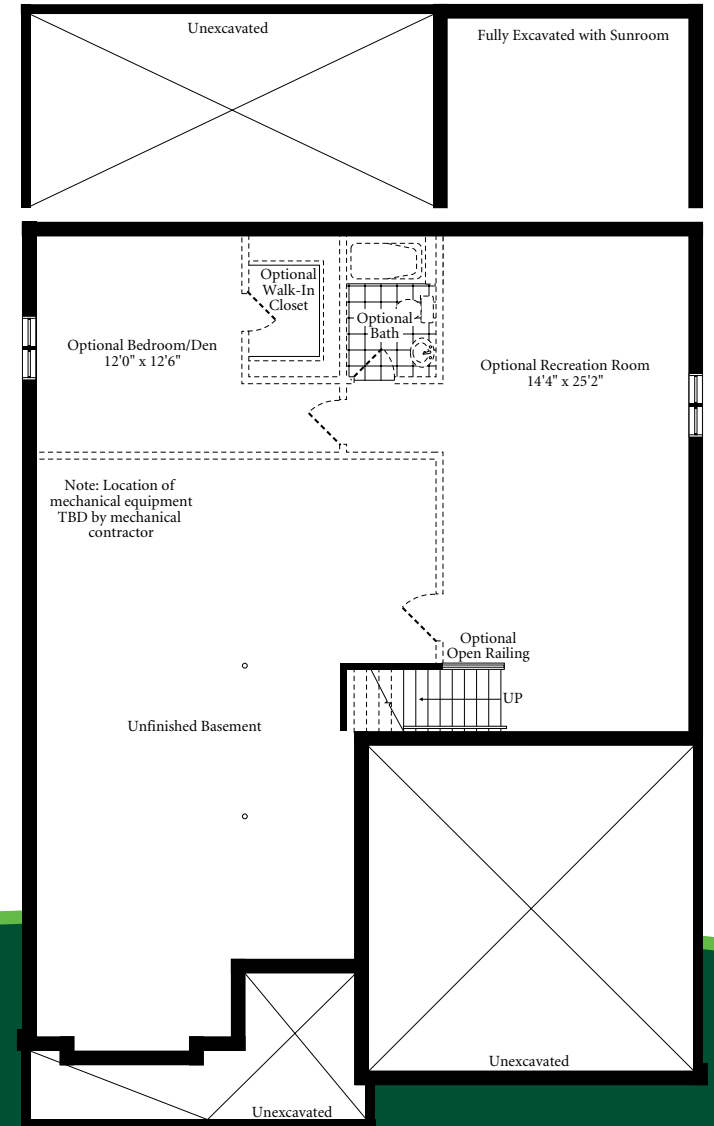 Unexcavated
Fully Excavated with Sunroom
Optional
Walk-In
Closet
Optional
Bath
Optional Bedroom/Den
12'0" x 12'6"
Optional Recreation Room
14'4" x 25'2"
Note: Location of
mechanical equipment
TBD by mechanical
contractor
Optional
Open Railing
UP
Unfinished Basement
Unexcavated
Unexcavated